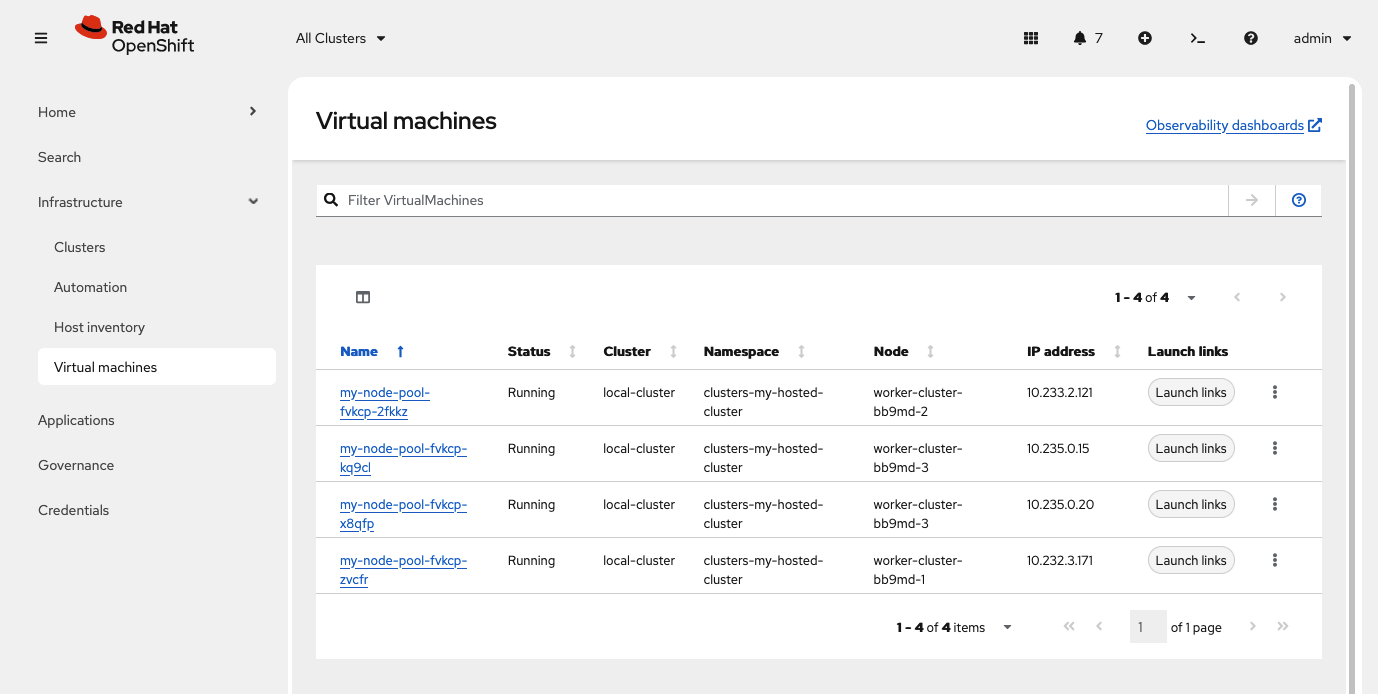 Red Hat
OpenShift
All Clusters
7
admin
Home
Search
Infrastructure
Clusters
Automation
Host inventory
Virtual machines
Applications
Governance
Credentials
Virtual machines
Observability dashboards
Filter VirtualMachines
1 - 4 of 4
Name Status Cluster Namespace Node IP address Launch links
my-node-pool- Running local-cluster clusters-my-hosted- worker-cluster- 10.233.2.121 Launch links
fvkcp-2fkkz cluster bb9md-2
my-node-pool-fvkcp- Running local-cluster clusters-my-hosted- worker-cluster- 10.235.0.15 Launch links
kq9cl cluster bb9md-3
my-node-pool-fvkcp- Running local-cluster clusters-my-hosted- worker-cluster- 10.235.0.20 Launch links
x8qfp cluster bb9md-3
my-node-pool-fvkcp- Running local-cluster clusters-my-hosted- worker-cluster- 10.232.3.171 Launch links
zvcfr cluster bb9md-1
1 - 4 of 4 items 1 of 1 page